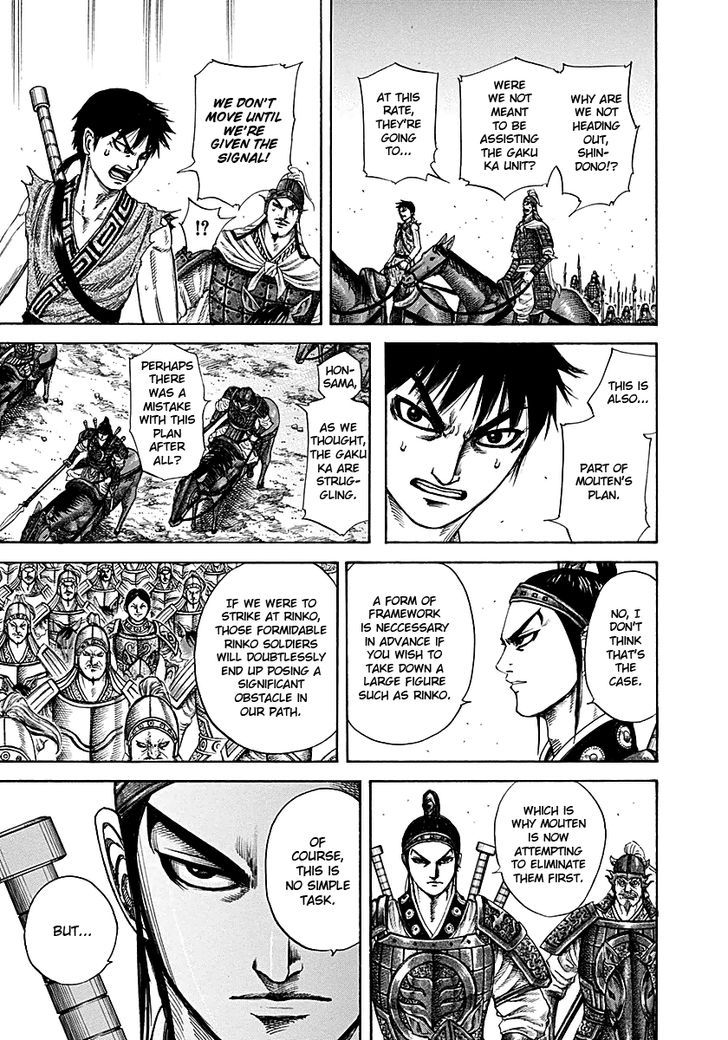 WHY ARE
WE NOT
HEADING
OUT,
SHIN-
DONO!?
WERE
WE NOT
MEANT
TO BE
ASSISTING
THE GAKU
KA UNIT?
AT THIS
RATE,
THEY'RE
GOING
TO...
WE DON'T
MOVE UNTIL
WE'RE
GIVEN THE
SIGNAL!
!?
THIS IS
ALSO...
PART OF
MOUTEN'S
PLAN.
HON-
SAMA,
AS WE
THOUGHT,
THE GAKU
KA ARE
STRUG-
GLING.
PERHAPS
THERE
WAS A
MISTAKE
WITH THIS
PLAN
AFTER
ALL?
NO, I
DON'T
THINK
THAT'S
THE
CASE.
A FORM OF
FRAMEWORK
IS NECCESSARY
IN ADVANCE IF
YOU WISH TO
TAKE DOWN A
LARGE FIGURE
SUCH AS RINKO.
IF WE WERE TO
STRIKE AT RINKO,
THOSE FORMIDABLE
RINKO SOLDIERS
WILL DOUBTLESSLY
END UP POSING A
SIGNIFICANT
OBSTACLE IN
OUR PATH.
WHICH IS
WHY MOUTEN
IS NOW
ATTEMPTING
TO ELIMINATE
THEM FIRST.
OF
COURSE,
THIS IS
NO SIMPLE
TASK.
BUT...